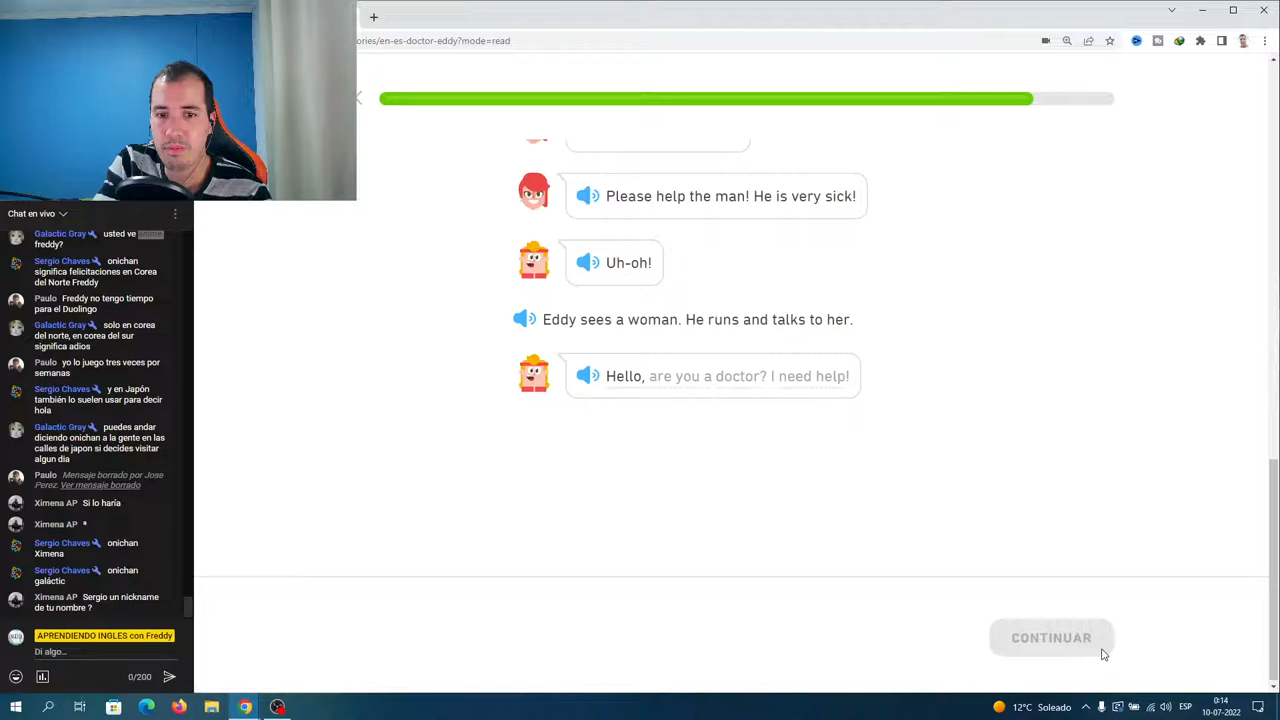 ories/en-es-doctor-eddy?mode=read
Please help the man! He is very sick!
Uh-oh!
Eddy sees a woman. He runs and talks to her.
Hello, are you a doctor? I need help!
CONTINUAR
Chat en vivo
Galactic Gray usted ve anime
freddy?
Sergio Chaves onichan
significa felicitaciones en Corea
del Norte Freddy
Paulo Freddy no tengo tiempo
para el Duolingo
Galactic Gray solo en corea
del norte, en corea del sur
significa adios
Paulo yo lo juego tres veces por
semanas
Sergio Chaves y en Japón
también lo suelen usar para decir
hola
Galactic Gray puedes andar
diciendo onichan a la gente en las
calles de japon si decides visitar
algun dia
Paulo Mensaje borrado por Jose
Perez. Ver mensaje borrado
Ximena AP Si lo haría
Ximena AP *
Sergio Chaves onichan
Ximena
Sergio Chaves onichan
galáctic
Ximena AP Sergio un nickname
de tu nombre ?
APRENDIENDO INGLES con Freddy
Di algo...
0/200
12°C Soleado
ESP
0:14
10-07-2022